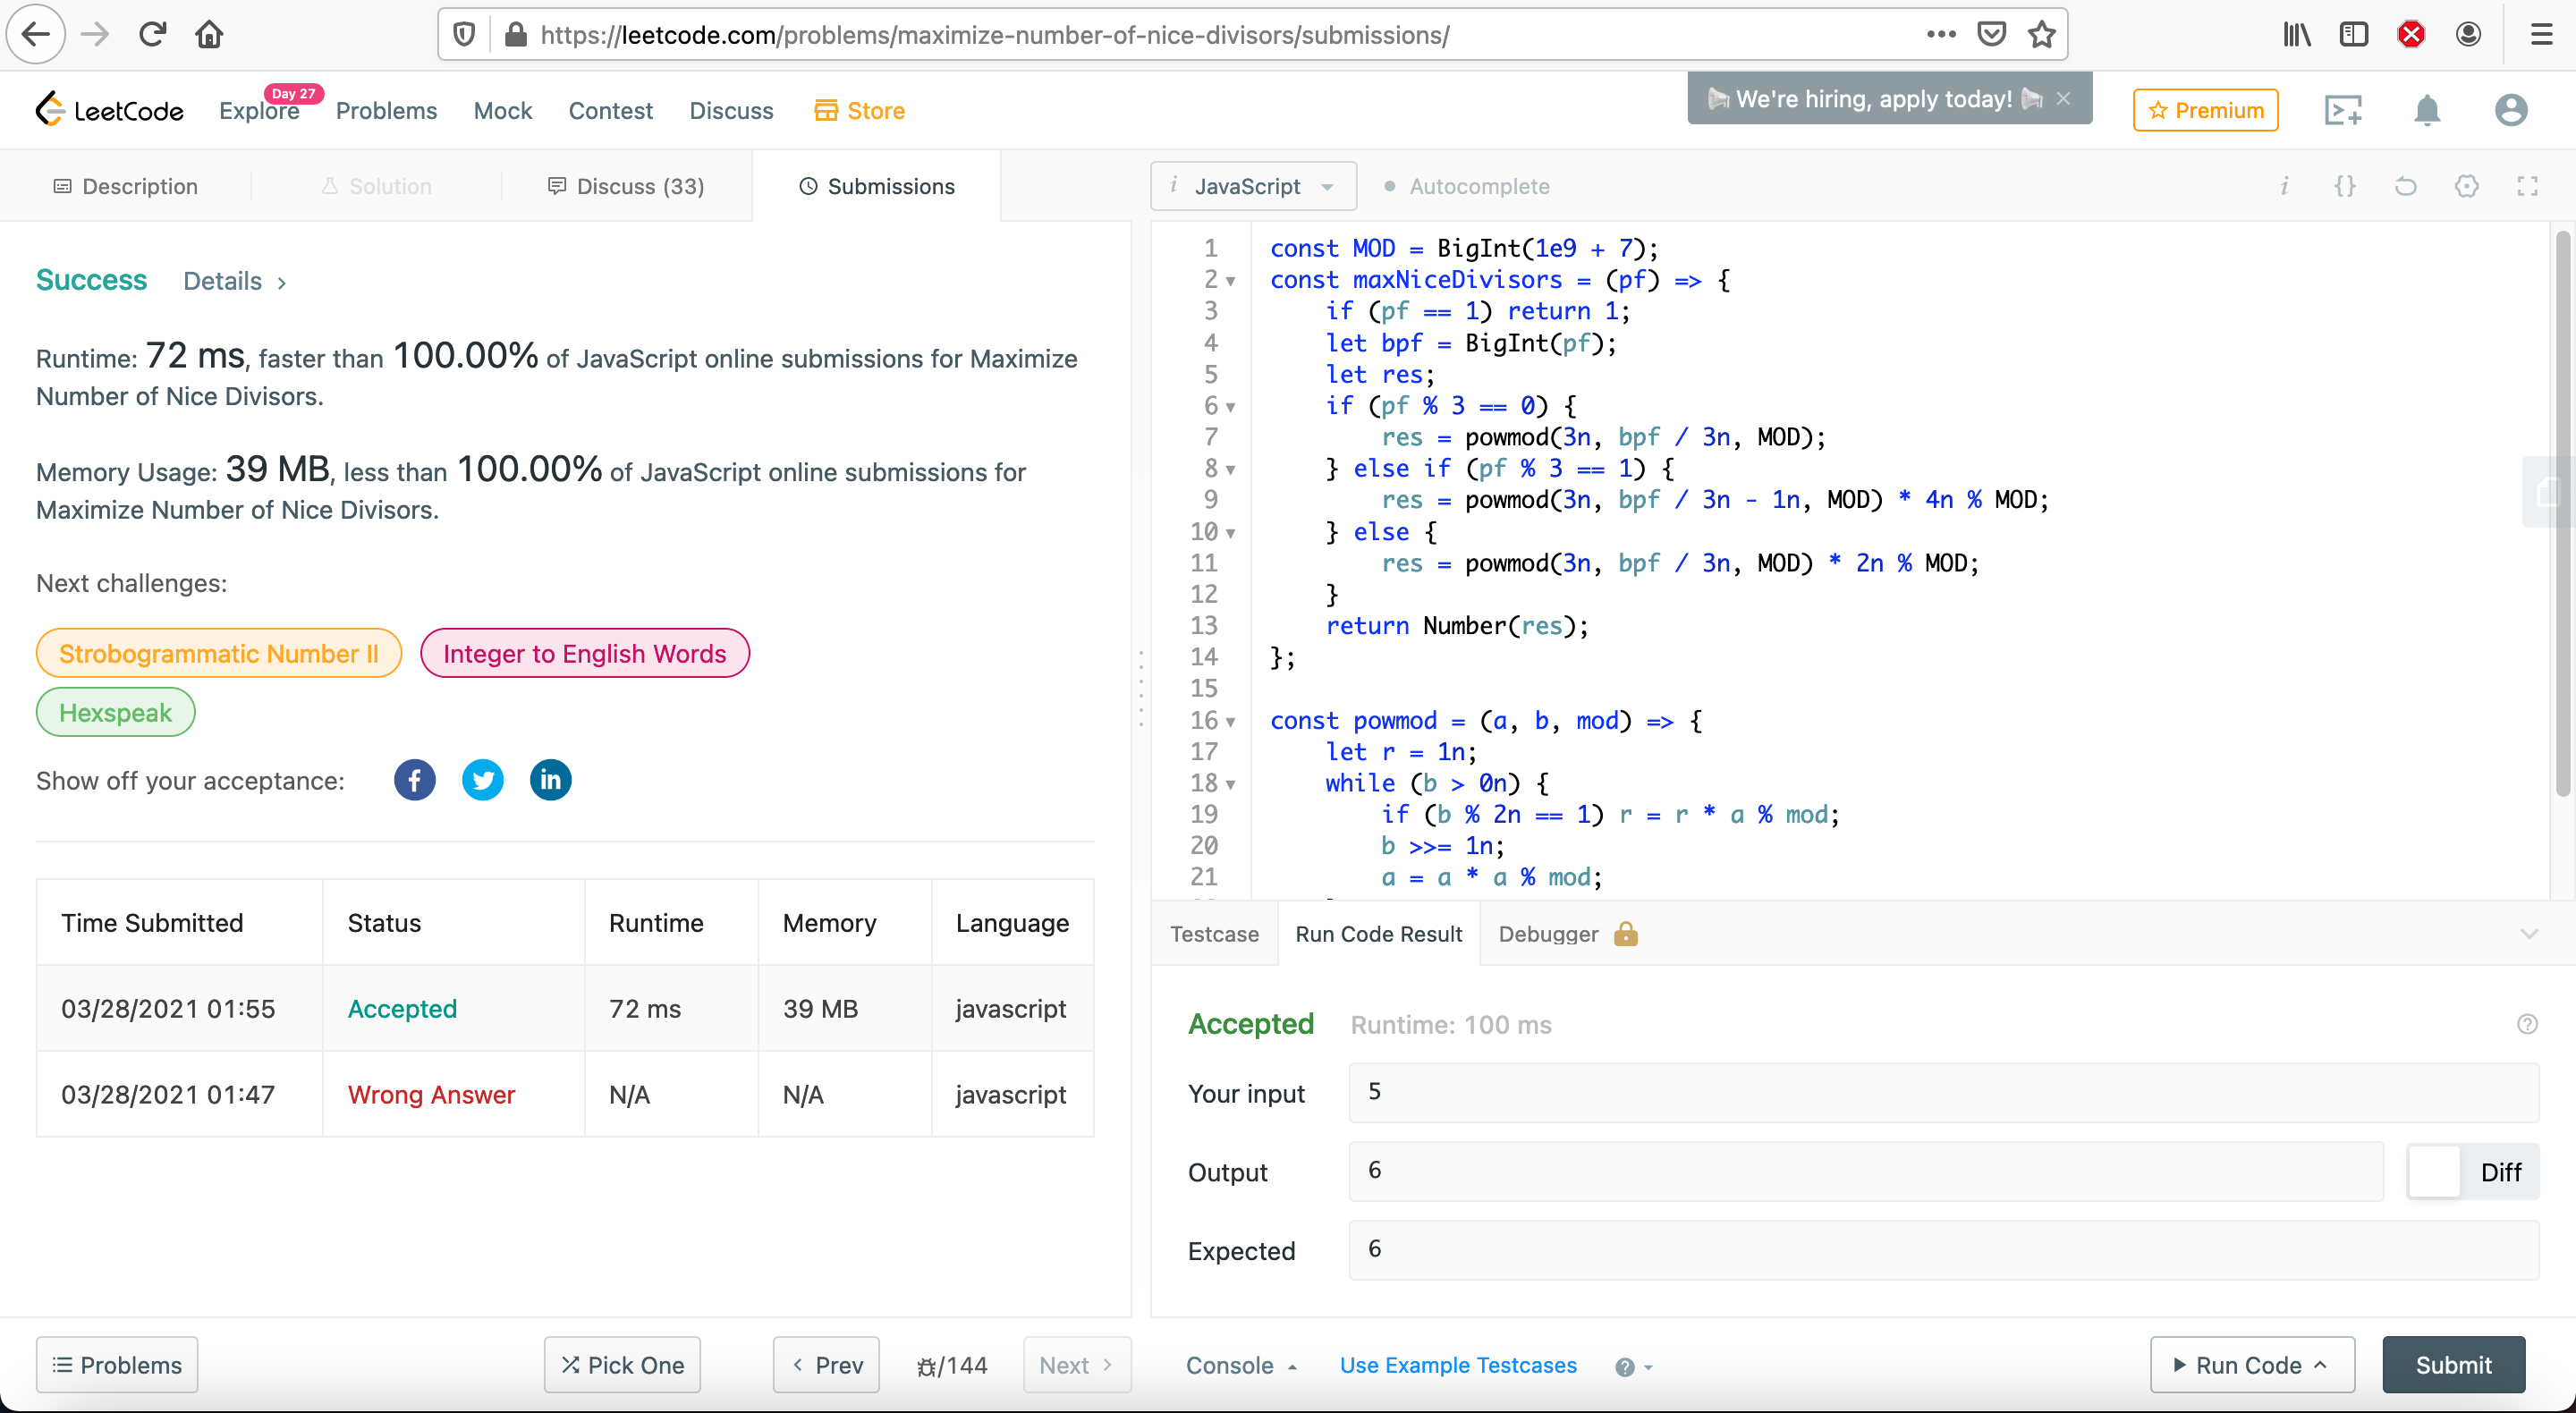 https://leetcode.com/problems/maximize-number-of-nice-divisors/submissions/
LeetCode
Explore
Day 27
Problems
Mock
Contest
Discuss
Store
We're hiring, apply today!
Premium
Description
Solution
Discuss (33)
Submissions
Success
Details
Runtime: 72 ms, faster than 100.00% of JavaScript online submissions for Maximize
Number of Nice Divisors.
Memory Usage: 39 MB, less than 100.00% of JavaScript online submissions for
Maximize Number of Nice Divisors.
Next challenges:
Strobogrammatic Number II
Integer to English Words
Hexspeak
Show off your acceptance:
Time Submitted Status Runtime Memory Language
03/28/2021 01:55 Accepted 72 ms 39 MB javascript
03/28/2021 01:47 Wrong Answer N/A N/A javascript
Problems
Pick One
Prev
/144
Next
i JavaScript
Autocomplete
1 const MOD = BigInt(1e9 + 7);
2 const maxNiceDivisors = (pf) => {
3 if (pf == 1) return 1;
4 let bpf = BigInt(pf);
5 let res;
6 if (pf % 3 == 0) {
7 res = powmod(3n, bpf / 3n, MOD);
8 } else if (pf % 3 == 1) {
9 res = powmod(3n, bpf / 3n - 1n, MOD) * 4n % MOD;
10 } else {
11 res = powmod(3n, bpf / 3n, MOD) * 2n % MOD;
12 }
13 return Number(res);
14 };
15
16 const powmod = (a, b, mod) => {
17 let r = 1n;
18 while (b > 0n) {
19 if (b % 2n == 1) r = r * a % mod;
20 b >>= 1n;
21 a = a * a % mod;
Testcase
Run Code Result
Debugger
Accepted
Runtime: 100 ms
Your input
5
Output
6
Diff
Expected
6
Console
Use Example Testcases
Run Code
Submit